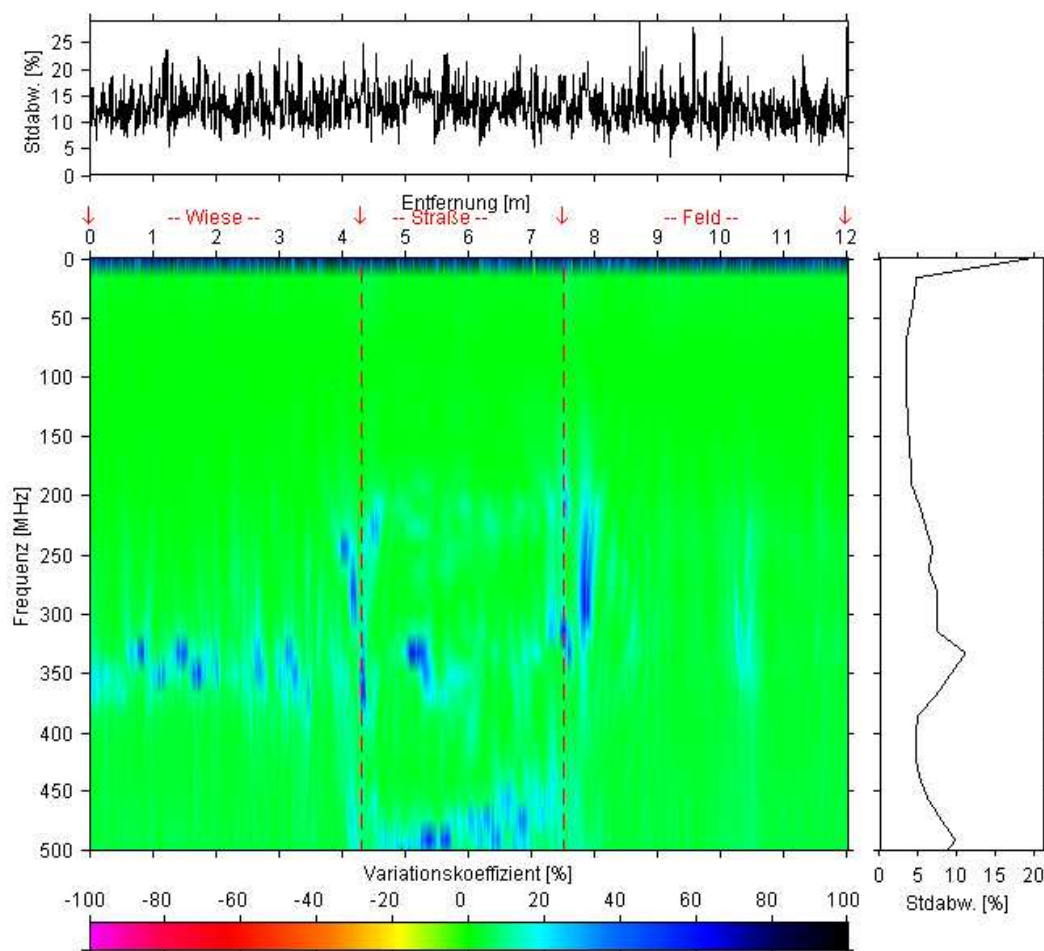 Stdabw. [%]
25
20
15
10
5
0
Entfernung [m]
-- Wiese --
-- Straße --
-- Feld --
0 1 2 3 4 5 6 7 8 9 10 11 12
Frequenz [MHz]
0
50
100
150
200
250
300
350
400
450
500
0 5 10 15 20
Stdabw. [%]
Variationskoeffizient [%]
-100 -80 -60 -40 -20 0 20 40 60 80 100